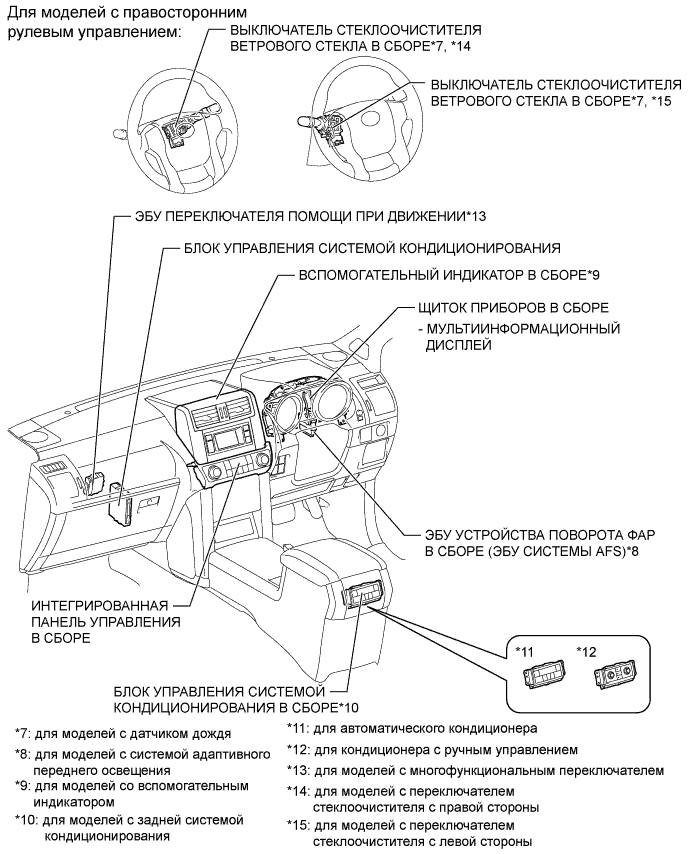 Для моделей с правосторонним
рулевым управлением:
ВЫКЛЮЧАТЕЛЬ СТЕКЛООЧИСТИТЕЛЯ
ВЕТРОВОГО СТЕКЛА В СБОРЕ*7, *14
ВЫКЛЮЧАТЕЛЬ СТЕКЛООЧИСТИТЕЛЯ
ВЕТРОВОГО СТЕКЛА В СБОРЕ*7, *15
ЭБУ ПЕРЕКЛЮЧАТЕЛЯ ПОМОЩИ ПРИ ДВИЖЕНИИ*13
БЛОК УПРАВЛЕНИЯ СИСТЕМОЙ КОНДИЦИОНИРОВАНИЯ
ВСПОМОГАТЕЛЬНЫЙ ИНДИКАТОР В СБОРЕ*9
ЩИТОК ПРИБОРОВ В СБОРЕ
- МУЛЬТИИНФОРМАЦИОННЫЙ
ДИСПЛЕЙ
ЭБУ УСТРОЙСТВА ПОВОРОТА ФАР
В СБОРЕ (ЭБУ СИСТЕМЫ AFS)*8
ИНТЕГРИРОВАННАЯ
ПАНЕЛЬ УПРАВЛЕНИЯ
В СБОРЕ
*11 *12
БЛОК УПРАВЛЕНИЯ СИСТЕМОЙ
КОНДИЦИОНИРОВАНИЯ В СБОРЕ*10
*7: для моделей с датчиком дождя
*8: для моделей с системой адаптивного
переднего освещения
*9: для моделей со вспомогательным
индикатором
*10: для моделей с задней системой
кондиционирования
*11: для автоматического кондиционера
*12: для кондиционера с ручным управлением
*13: для моделей с многофункциональным переключателем
*14: для моделей с переключателем
стеклоочистителя с правой стороны
*15: для моделей с переключателем
стеклоочистителя с левой стороны